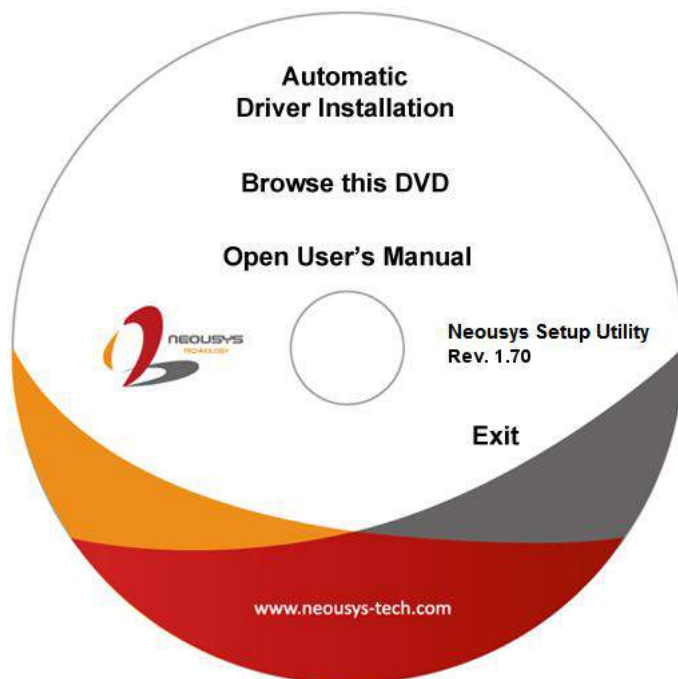 Automatic
Driver Installation
Browse this DVD
Open User's Manual
NEOUSYS
TECHNOLOGY
Neousys Setup Utility
Rev. 1.70
Exit
www.neousys-tech.com